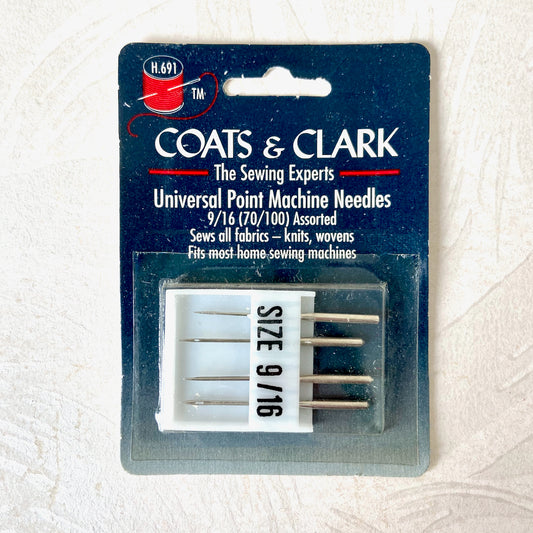 H.691
TM
COATS & CLARK
The Sewing Experts
Universal Point Machine Needles
9/16 (70/100) Assorted
Sews all fabrics – knits, wovens
Fits most home sewing machines
SIZE 9/16